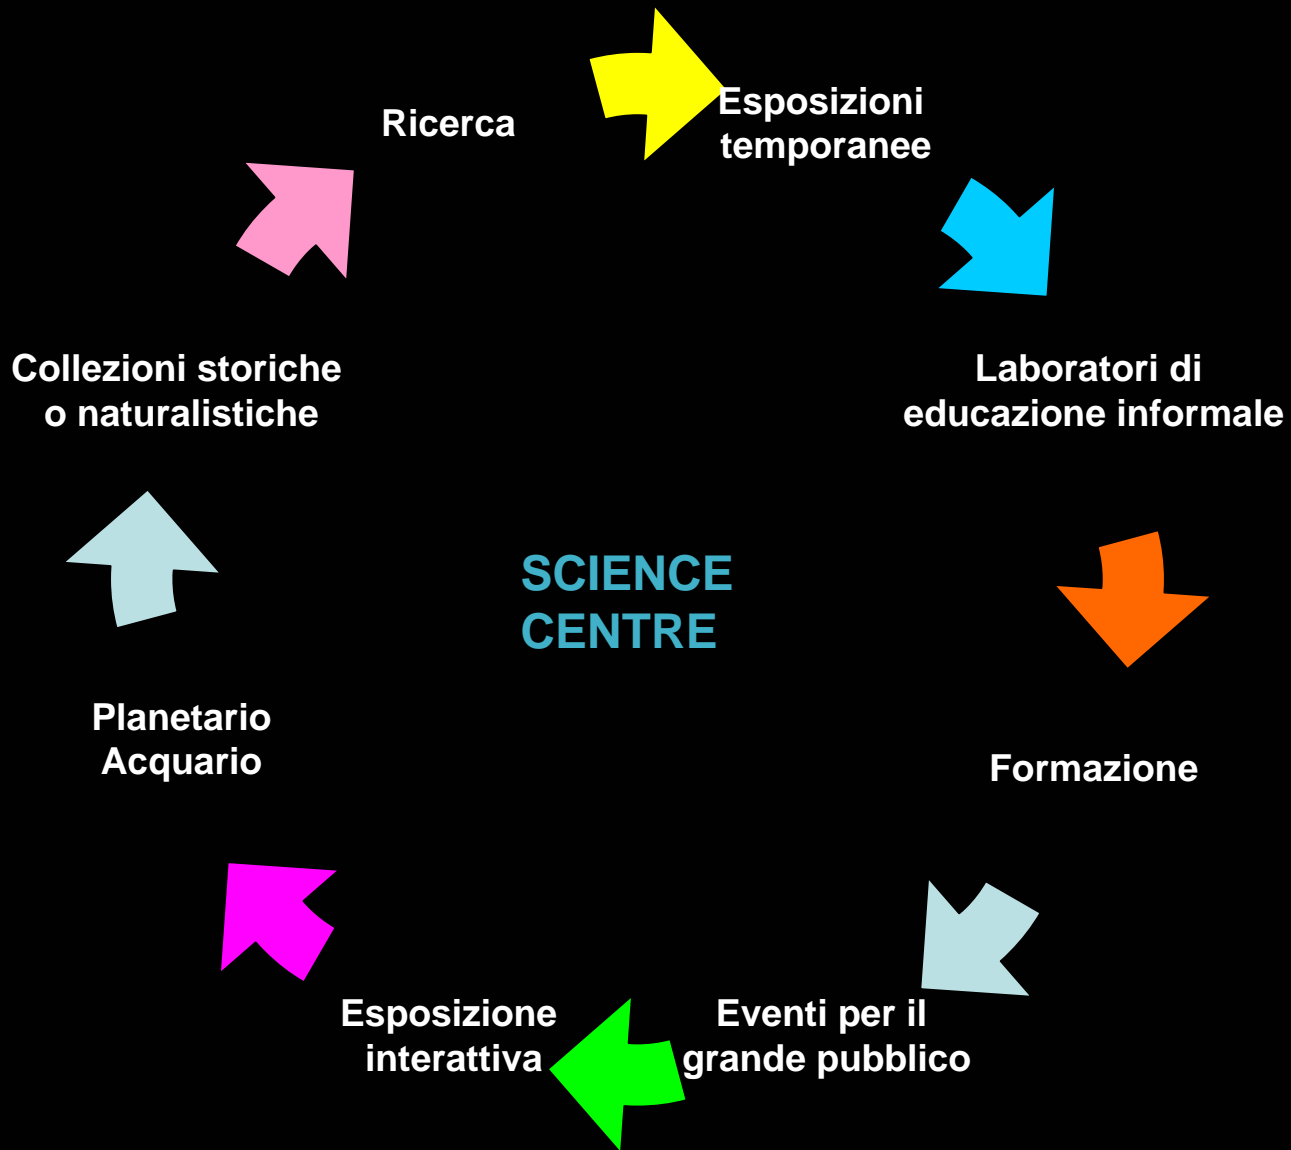 Ricerca
Esposizioni
temporanee
Collezioni storiche
o naturalistiche
Laboratori di
educazione informale
SCIENCE
CENTRE
Planetario
Acquario
Formazione
Esposizione
interattiva
Eventi per il
grande pubblico